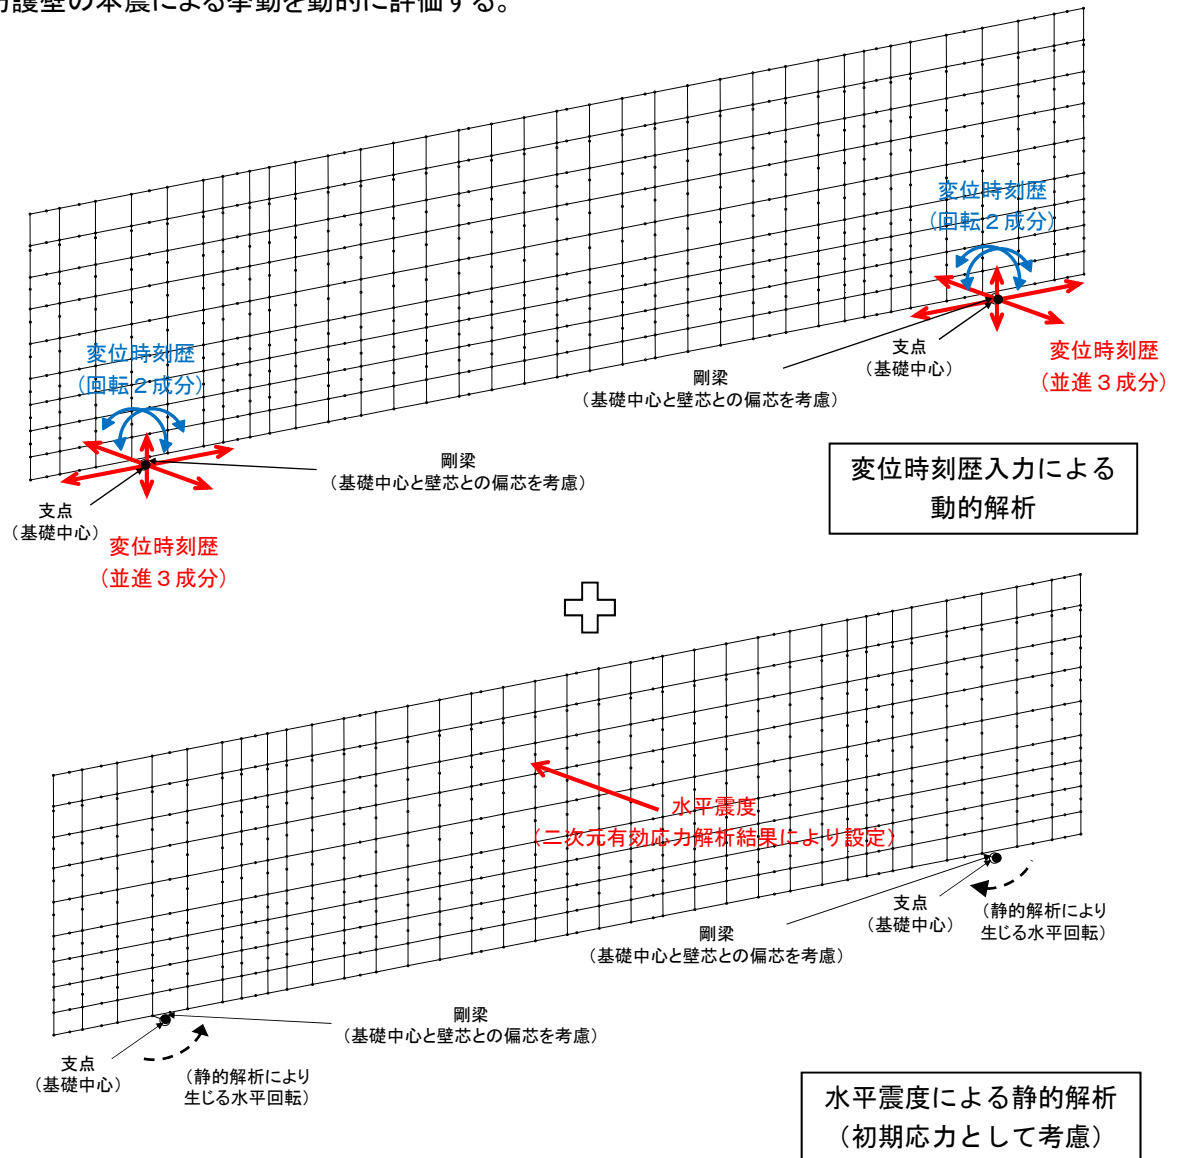 防護壁の本震による挙動を動的に評価する。
変位時刻歴
(回転２成分)
変位時刻歴
(回転２成分)
支点
(基礎中心)
変位時刻歴
(並進３成分)
剛梁
(基礎中心と壁芯との偏芯を考慮)
剛梁
(基礎中心と壁芯との偏芯を考慮)
支点
(基礎中心)
変位時刻歴
(並進３成分)
変位時刻歴入力による
動的解析
水平震度
(二次元有効応力解析結果により設定)
支点
(基礎中心)
(静的解析により
生じる水平回転)
剛梁
(基礎中心と壁芯との偏芯を考慮)
剛梁
(基礎中心と壁芯との偏芯を考慮)
支点
(基礎中心)
(静的解析により
生じる水平回転)
水平震度による静的解析
(初期応力として考慮)